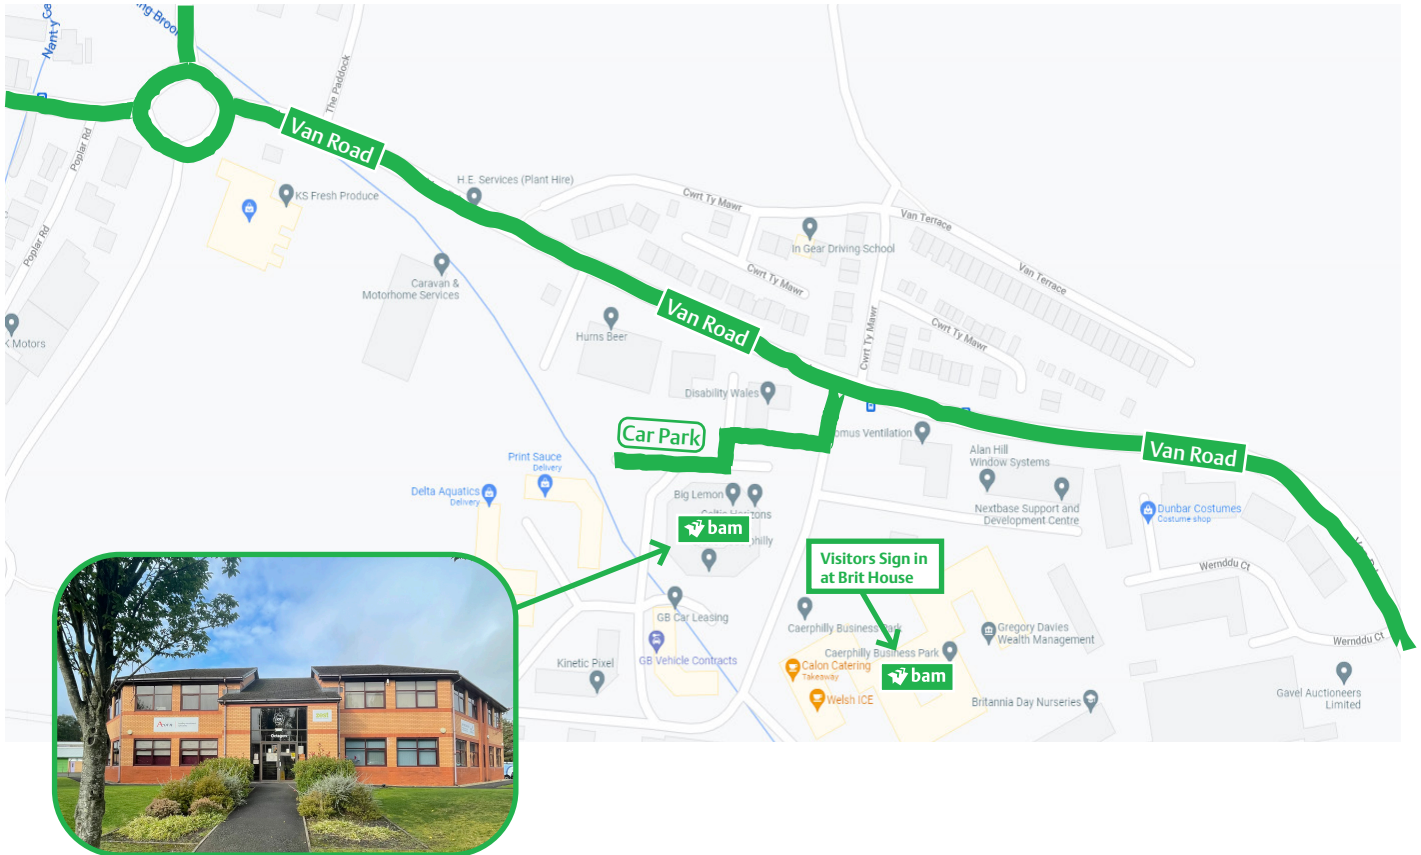 Nant y
The Paddock
Van Road
Poplar Rd
H.E. Services (Plant Hire)
KS Fresh Produce
Cwrt Ty Mawr
Van Terrace
Poplar Rd
In Gear Driving School
Caravan &
Motorhome Services
Cwrt Ty Mawr
Van Terrace
Van Road
Hums Beer
Cwrt Ty Mawr
Cwrt Ty Mawr
Motors
Disability Wales
Car Park
omus Ventilation
Van Road
Alan Hill
Window Systems
Print Sauce
Delivery
Delta Aquatics
Delivery
Big Lemon
Nextbase Support and
Development Centre
Dunbar Costumes
Costume shop
bam
Visitors Sign in
at Brit House
Wernddu Ct
GB Car Leasing
Caerphilly Business Park
Gregory Davies
Wealth Management
Wernddu Ct
Kinetic Pixel
GB Vehicle Contracts
Caerphilly Business Park
Calon Catering
Takeaway
bam
Welsh ICE
Britannia Day Nurseries
Gavel Auctioneers
Limited
Octagon